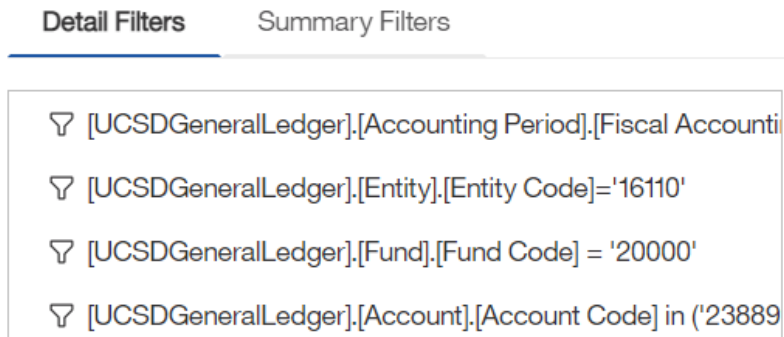 Detail Filters Summary Filters
[UCSDGeneralLedger].[Accounting Period].[Fiscal Accounti
[UCSDGeneralLedger].[Entity].[Entity Code]='16110'
[UCSDGeneralLedger].[Fund].[Fund Code] = '20000'
[UCSDGeneralLedger].[Account].[Account Code] in ('23889